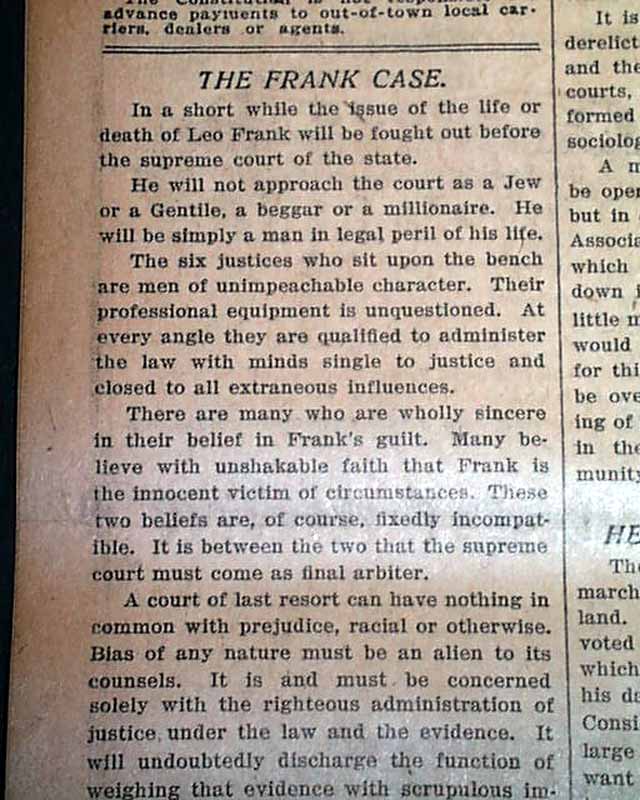 The Constitution is not responsible
advance payments to out-of-town local car-
riers, dealers or agents.
THE FRANK CASE.
In a short while the issue of the life or
death of Leo Frank will be fought out before
the supreme court of the state.
He will not approach the court as a Jew
or a Gentile, a beggar or a millionaire. He
will be simply a man in legal peril of his life.
The six justices who sit upon the bench
are men of unimpeachable character. Their
professional equipment is unquestioned. At
every angle they are qualified to administer
the law with minds single to justice and
closed to all extraneous influences.
There are many who are wholly sincere
in their belief in Frank's guilt. Many be-
lieve with unshakable faith that Frank is
the innocent victim of circumstances. These
two beliefs are, of course, fixedly incompat-
ible. It is between the two that the supreme
court must come as final arbiter.
A court of last resort can have nothing in
common with prejudice, racial or otherwise.
Bias of any nature must be an alien to its
counsels. It is and must be concerned
solely with the righteous administration of
justice under the law and the evidence. It
will undoubtedly discharge the function of
weighing that evidence with scrupulous im-
It is
derelict
and the
courts,
formed
sociolog
A m
be oper
but in
Associa
which
down i
little m
would
for thi
be ove
ing of
in the
munity
HE
The
march
land.
voted
which
his de
Consi
large
want